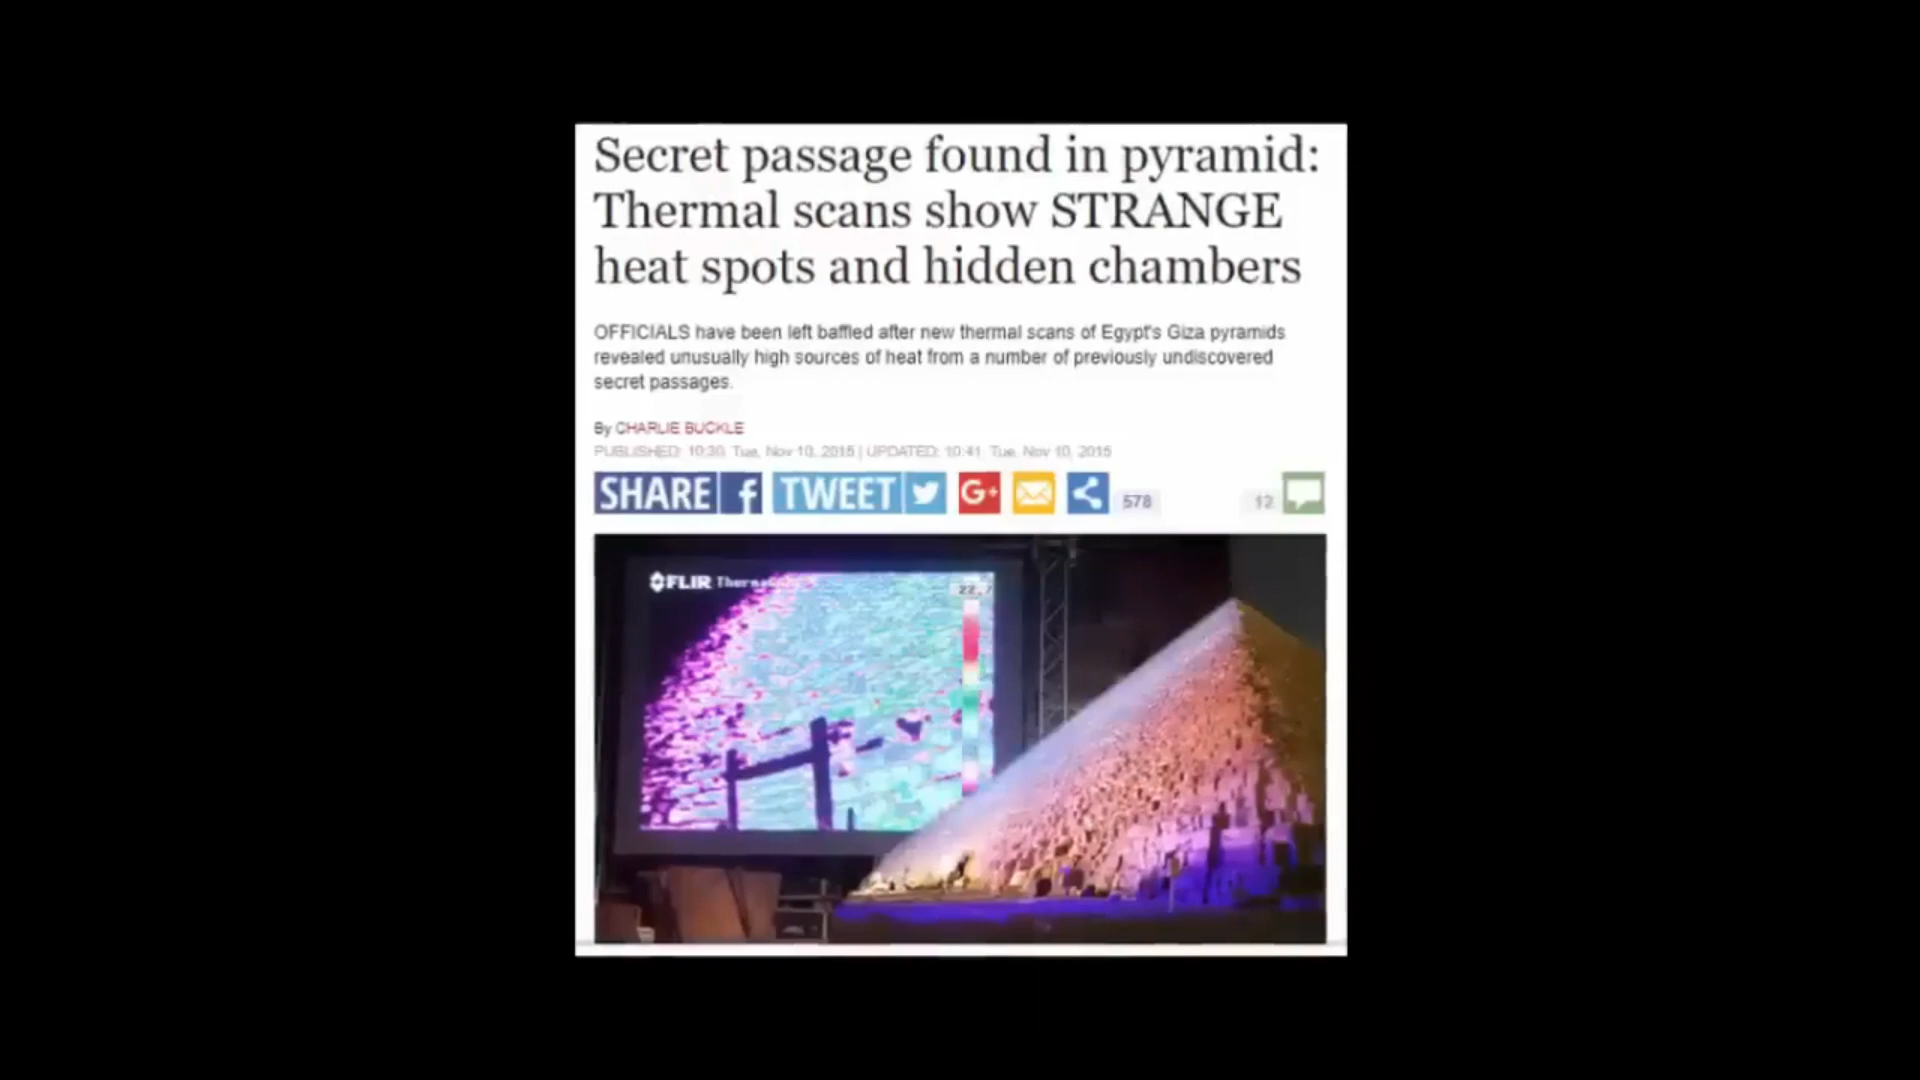 Secret passage found in pyramid:
Thermal scans show STRANGE
heat spots and hidden chambers
OFFICIALS have been left baffled after new thermal scans of Egypt's Giza pyramids
revealed unusually high sources of heat from a number of previously undiscovered
secret passages.
By CHARLIE BUCKLE
PUBLISHED: 10:30, Tue, Nov 10, 2015 | UPDATED: 10:41, Tue, Nov 10, 2015
SHARE f TWEET G+ 578 12
FLIR
22,7